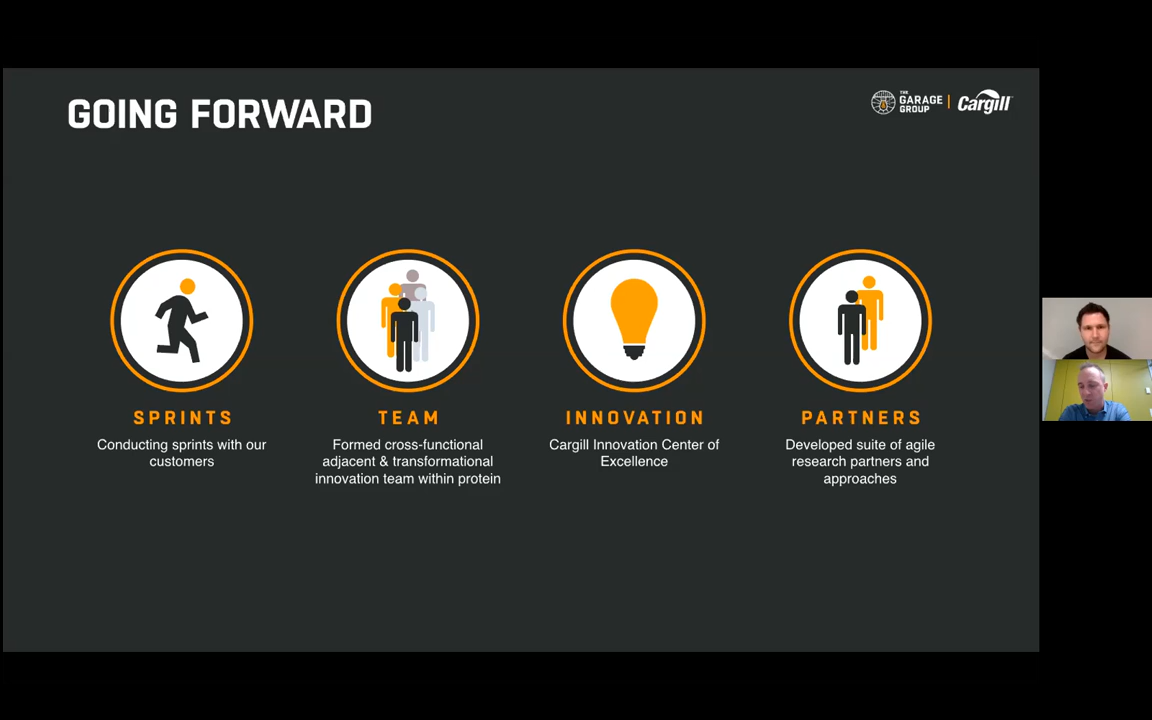 GOING FORWARD
THE
GARAGE
GROUP
Cargill
SPRINTS
Conducting sprints with our
customers
TEAM
Formed cross-functional
adjacent & transformational
innovation team within protein
INNOVATION
Cargill Innovation Center of
Excellence
PARTNERS
Developed suite of agile
research partners and
approaches